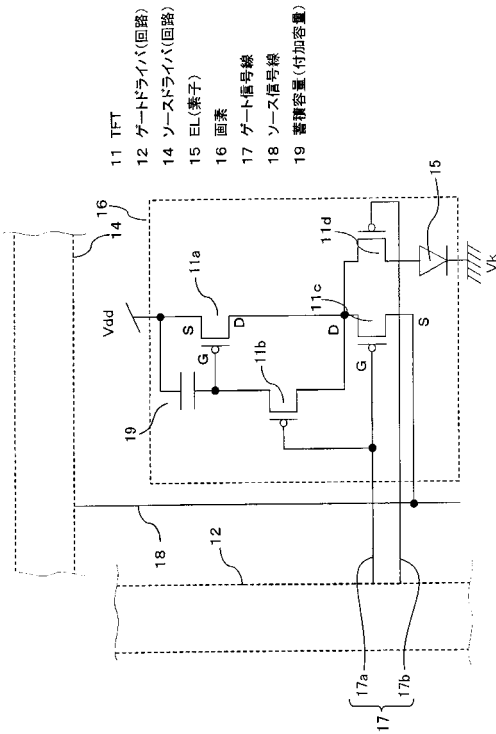 11 TFT
12 ゲートドライバ(回路)
14 ソースドライバ(回路)
15 EL(素子)
16 画素
17 ゲート信号線
18 ソース信号線
19 蓄積容量(付加容量)
16
14
Vdd
S
11a
G
D
19
11b
D
11c
11d
G
S
15
Vk
18
12
17a
17b
17